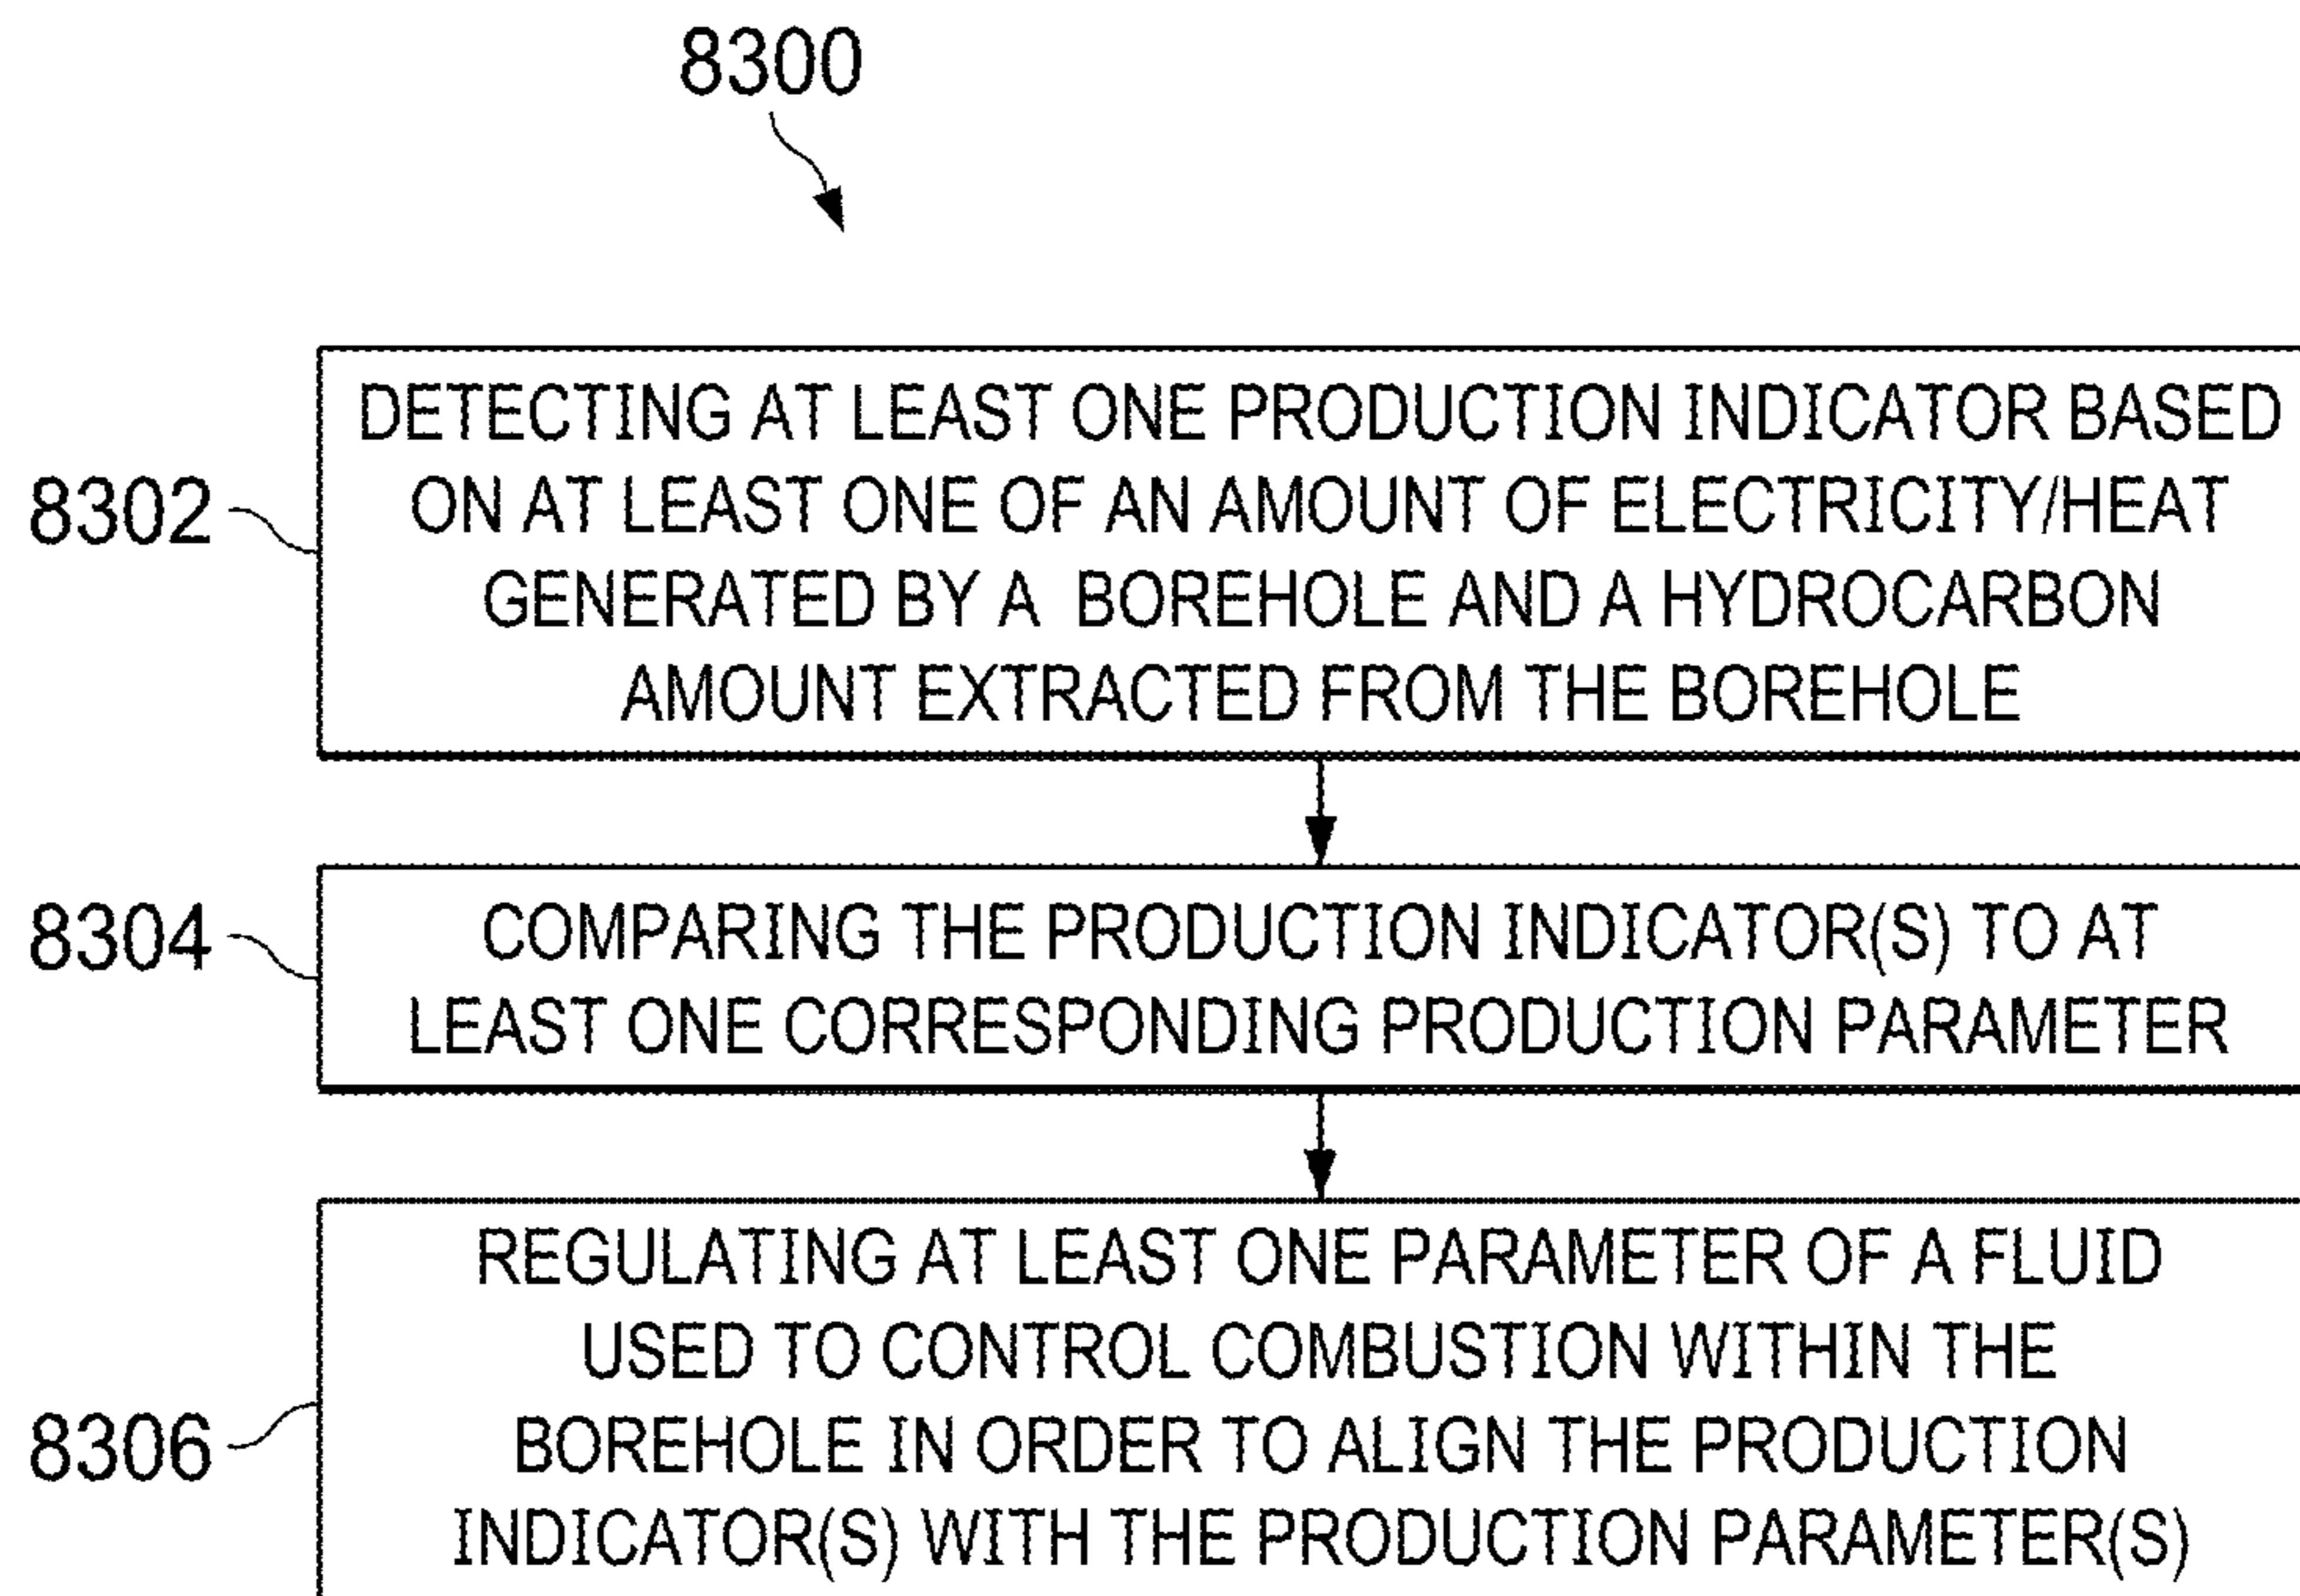 8300
8302
DETECTING AT LEAST ONE PRODUCTION INDICATOR BASED
ON AT LEAST ONE OF AN AMOUNT OF ELECTRICITY/HEAT
GENERATED BY A BOREHOLE AND A HYDROCARBON
AMOUNT EXTRACTED FROM THE BOREHOLE
8304
COMPARING THE PRODUCTION INDICATOR(S) TO AT
LEAST ONE CORRESPONDING PRODUCTION PARAMETER
8306
REGULATING AT LEAST ONE PARAMETER OF A FLUID
USED TO CONTROL COMBUSTION WITHIN THE
BOREHOLE IN ORDER TO ALIGN THE PRODUCTION
INDICATOR(S) WITH THE PRODUCTION PARAMETER(S)